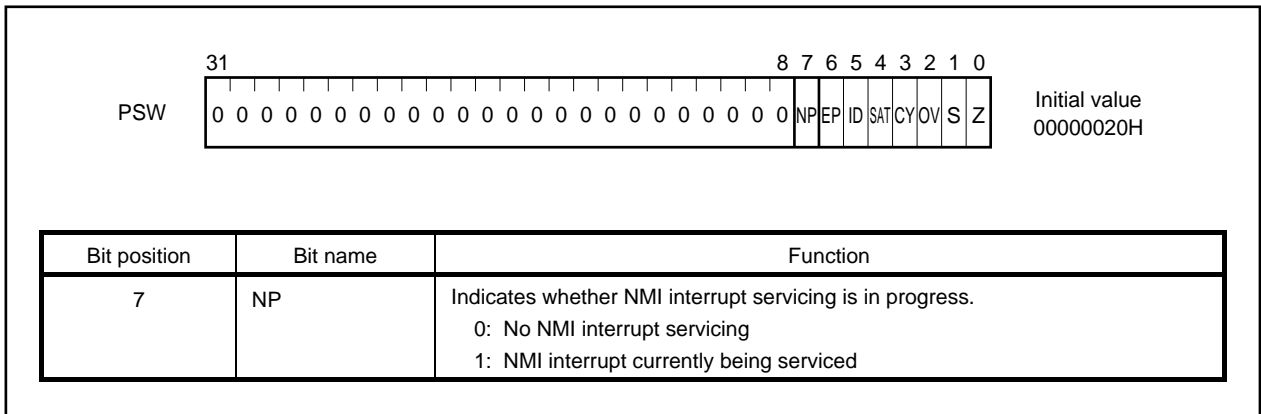 31 8 7 6 5 4 3 2 1 0
PSW 0 0 0 0 0 0 0 0 0 0 0 0 0 0 0 0 0 0 0 0 0 0 0 0 NP EP ID SAT CY OV S Z Initial value
00000020H
Bit position Bit name Function
7 NP Indicates whether NMI interrupt servicing is in progress.
0: No NMI interrupt servicing
1: NMI interrupt currently being serviced